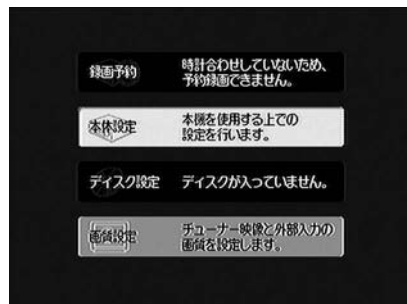 録画予約
時計合わせしていないため、
予約録画できません。
本体設定
本機を使用する上での
設定を行います。
ディスク設定
ディスクが入っていません。
画質設定
チューナー映像と外部入力の
画質を設定します。